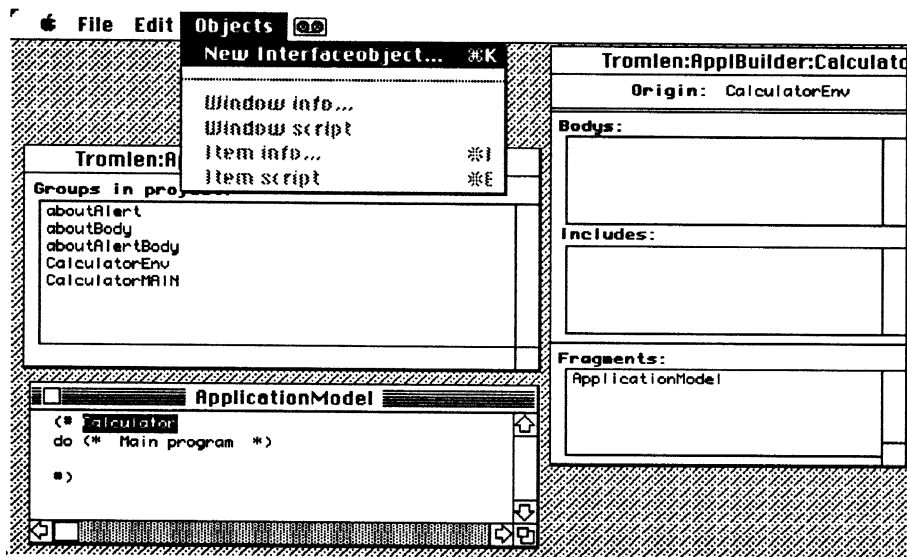 File Edit Objects
New Interfaceobject... ⌘K
Window info...
Window script
Item info... ⌘I
Item script ⌘E
Tromlen:A
Groups in proj
aboutAlert
aboutBody
aboutAlertBody
CalculatorEnv
CalculatorMAIN
ApplicationModel
(* Calculator
do (* Main program *)
*)
Tromlen:ApplBuilder:Calculato
Origin: CalculatorEnv
Bodys:
Includes:
Fragments:
ApplicationModel